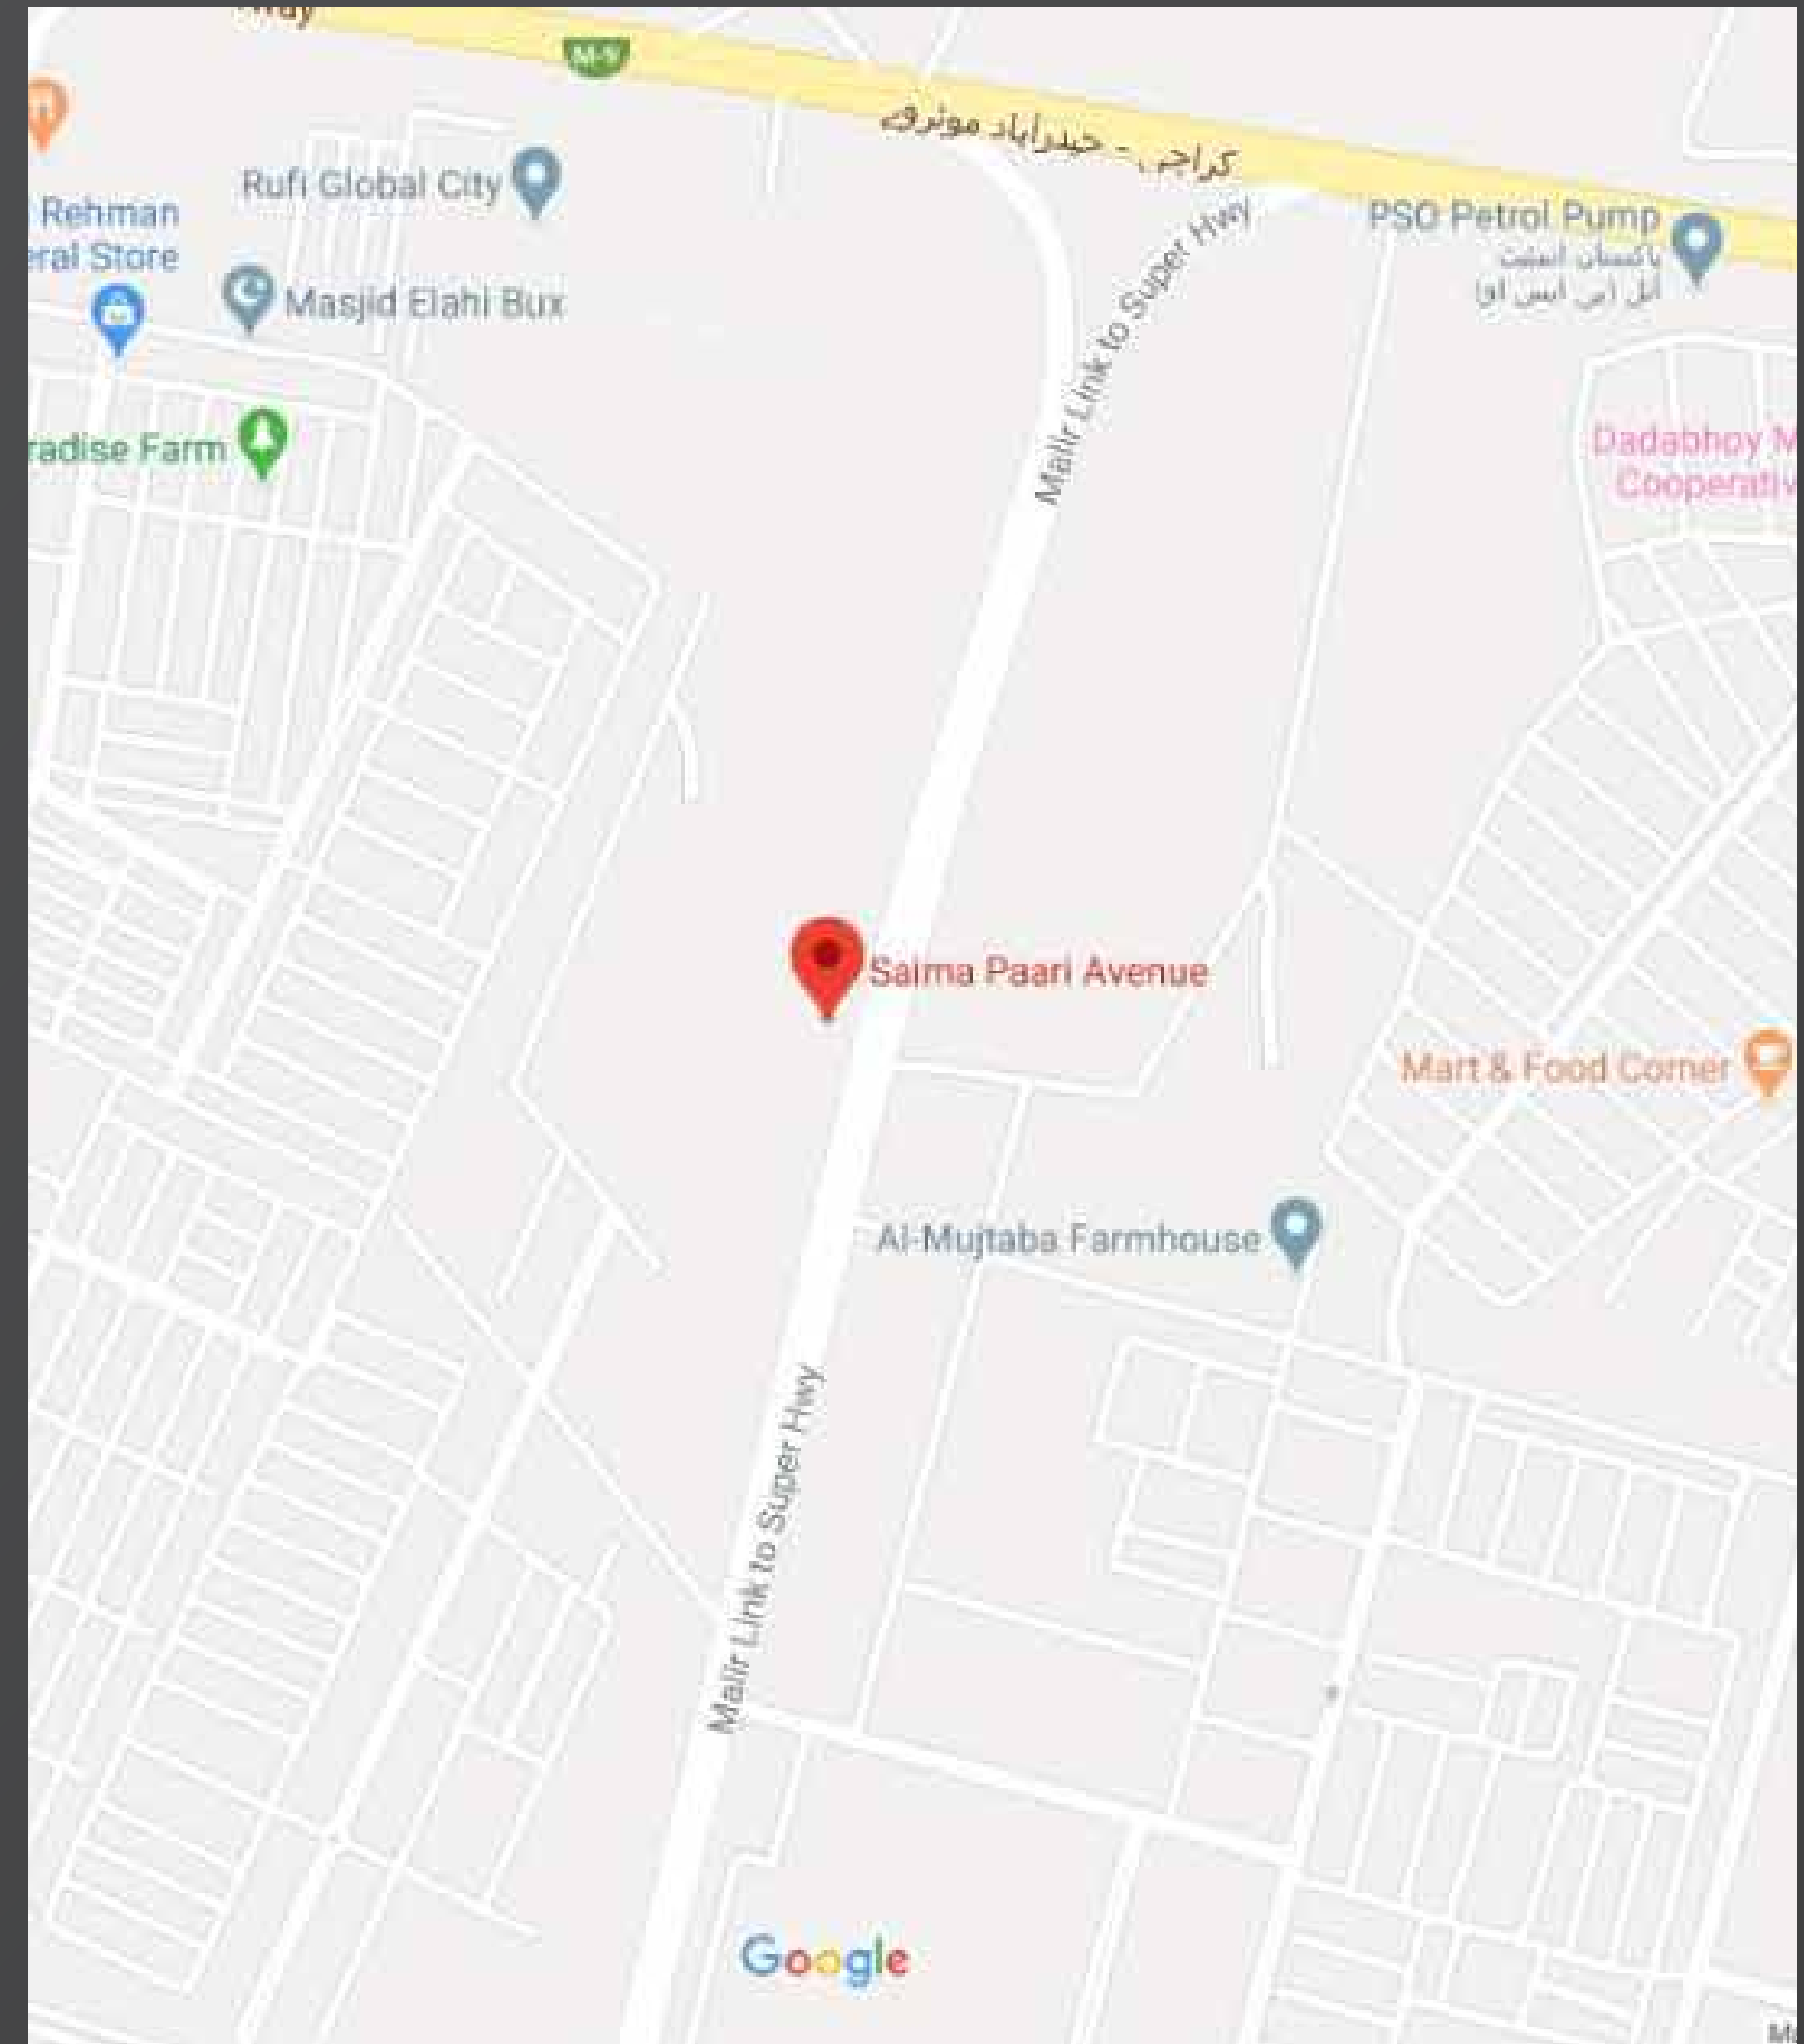 M-9
کراچی - حیدرآباد موٹروے
Rufi Global City
Rehman
eral Store
Masjid Elahi Bux
Malir Link to Super Hwy
PSO Petrol Pump
پاکستان اسٹیٹ
آئل (پی ایس او)
radise Farm
Dadabhoy M
Cooperativ
Saima Paari Avenue
Mart & Food Corner
Al-Mujtaba Farmhouse
Malir Link to Super Hwy
Google